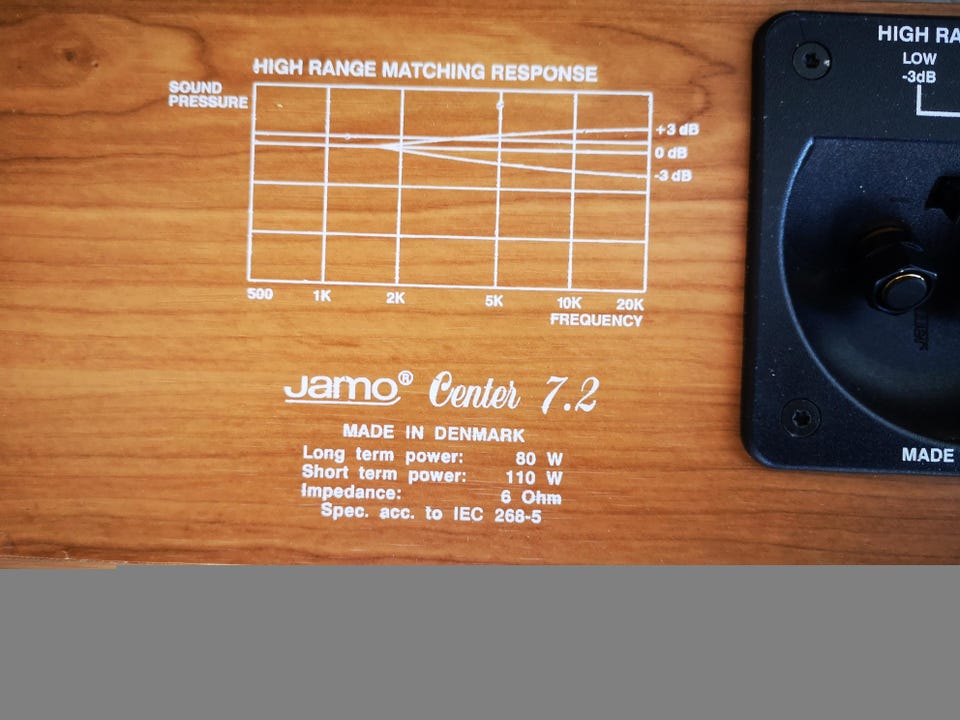 HIGH RANGE MATCHING RESPONSE
SOUND
PRESSURE
+3 dB
0 dB
-3 dB
500 1K 2K 5K 10K 20K
FREQUENCY
Jamo® Center 7.2
MADE IN DENMARK
Long term power: 80 W
Short term power: 110 W
Impedance: 6 Ohm
Spec. acc. to IEC 268-5
HIGH RA
LOW
-3dB
MADE